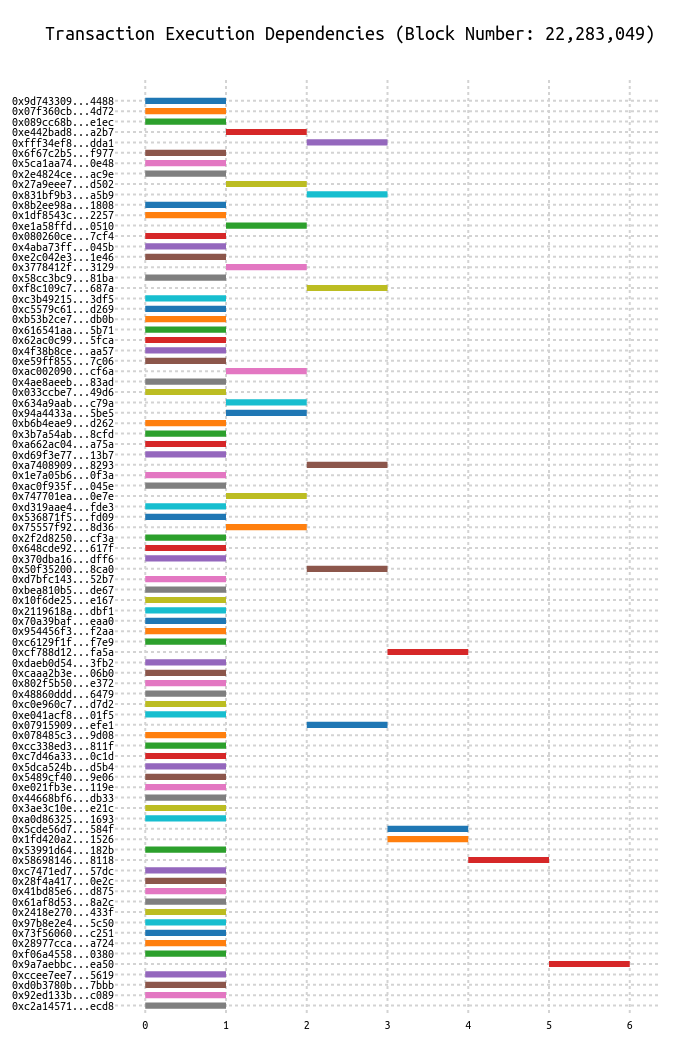 Transaction Execution Dependencies (Block Number: 22,283,049)
0x9d743309...4488
0x07f360cb...4d72
0x089cc68b...e1ec
0xe442bad8...a2b7
0xfff34ef8...dda1
0x6f67c2b5...f977
0x5ca1aa74...0e48
0x2e4824ce...ac9e
0x27a9eee7...d502
0x831bf9b3...a5b9
0x8b2ee98a...1808
0x1df8543c...2257
0xe1a58ffd...0510
0x080260ce...7cf4
0x4aba73ff...045b
0xe2c042e3...1e46
0x3778412f...3129
0x58cc3bc9...81ba
0xf8c109c7...687a
0xc3b49215...3df5
0xc5579c61...d269
0xb53b2ce7...db0b
0x616541aa...5b71
0x62ac0c99...5fca
0x4f38b8ce...aa57
0xe59ff855...7c06
0xac002090...cf6a
0x4ae8aeeb...83ad
0x033ccbe7...49d6
0x634a9aab...c79a
0x94a4433a...5be5
0xb6b4eae9...d262
0x3b7a54ab...8cfd
0xa662ac04...a75a
0xd69f3e77...13b7
0xa7408909...8293
0x1e7a05b6...0f3a
0xac0f935f...045e
0x747701ea...0e7e
0xd319aae4...fde3
0x536871f5...fd09
0x75557f92...8d36
0x2f2d8250...cf3a
0x648cde92...617f
0x370dba16...dff6
0x50f35200...8ca0
0xd7bfc143...52b7
0xbea810b5...de67
0x10f6de25...e167
0x2119618a...dbf1
0x70a39baf...eaa0
0x954456f3...f2aa
0xc6129f1f...f7e9
0xcf788d12...fa5a
0xdaeb0d54...3fb2
0xcaaa2b3e...06b0
0x802f5b50...e372
0x48860ddd...6479
0xc0e960c7...d7d2
0xe041acf8...01f5
0x07915909...efe1
0x078485c3...9d08
0xcc338ed3...811f
0xc7d46a33...0c1d
0x5dca524b...d5b4
0x5489cf40...9e06
0xe021fb3e...119e
0x44668bf6...db33
0x3ae3c10e...e21c
0xa0d86325...1693
0x5cde56d7...584f
0x1fd420a2...1526
0x53991d64...182b
0x58698146...8118
0xc7471ed7...57dc
0x28f4a417...0e2c
0x41bd85e6...d875
0x61af8d53...8a2c
0x2418e270...433f
0x97b8e2e4...5c50
0x73f56060...c251
0x28977cca...a724
0xf06a4558...0380
0x9a7aebbc...ea50
0xccee7ee7...5619
0xd0b3780b...7bbb
0x92ed133b...c089
0xc2a14571...ecd8
0 1 2 3 4 5 6